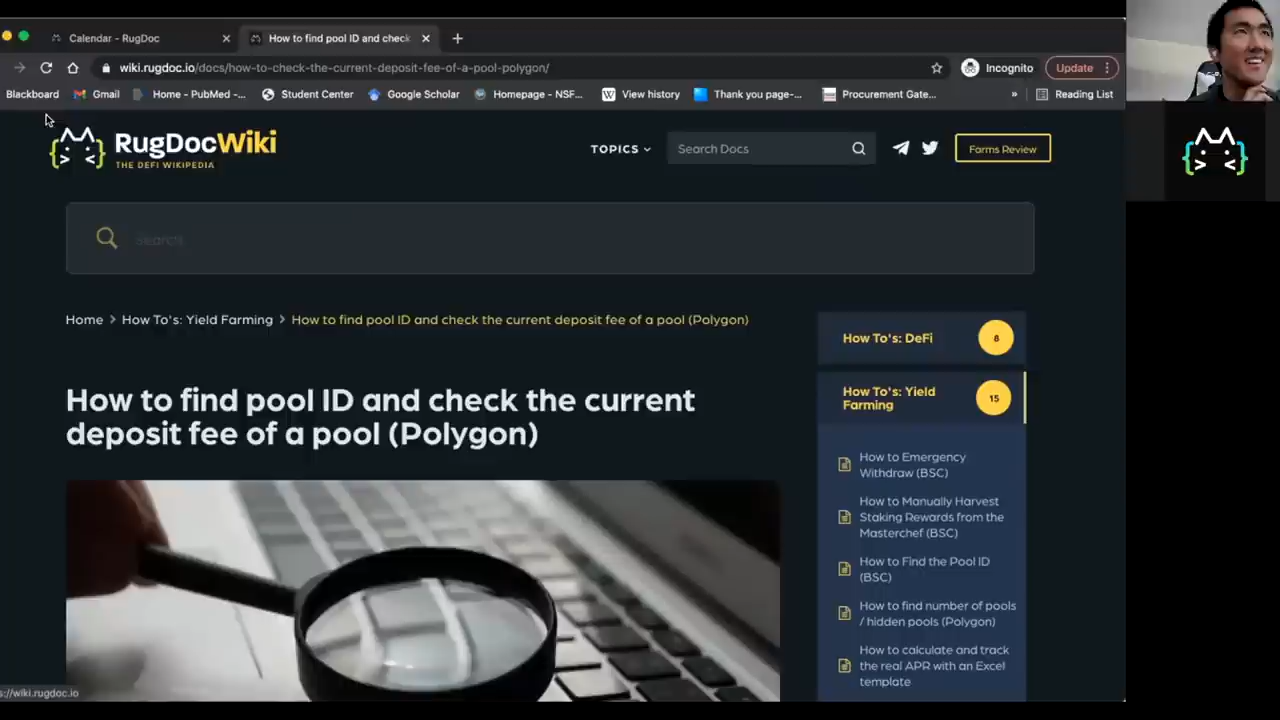 Calendar - RugDoc
How to find pool ID and check
wiki.rugdoc.io/docs/how-to-check-the-current-deposit-fee-of-a-pool-polygon/
Incognito
Update
Blackboard
Gmail
Home - PubMed -...
Student Center
Google Scholar
Homepage - NSF...
View history
Thank you page-...
Procurement Gate...
»
Reading List
RugDocWiki
THE DEFI WIKIPEDIA
TOPICS
Search Docs
Farms Review
Search
Home > How To's: Yield Farming > How to find pool ID and check the current deposit fee of a pool (Polygon)
How to find pool ID and check the current
deposit fee of a pool (Polygon)
How To's: DeFi
8
How To's: Yield
Farming
15
How to Emergency
Withdraw (BSC)
How to Manually Harvest
Staking Rewards from the
Masterchef (BSC)
How to Find the Pool ID
(BSC)
How to find number of pools
/ hidden pools (Polygon)
How to calculate and track
the real APR with an Excel
template
s://wiki.rugdoc.io